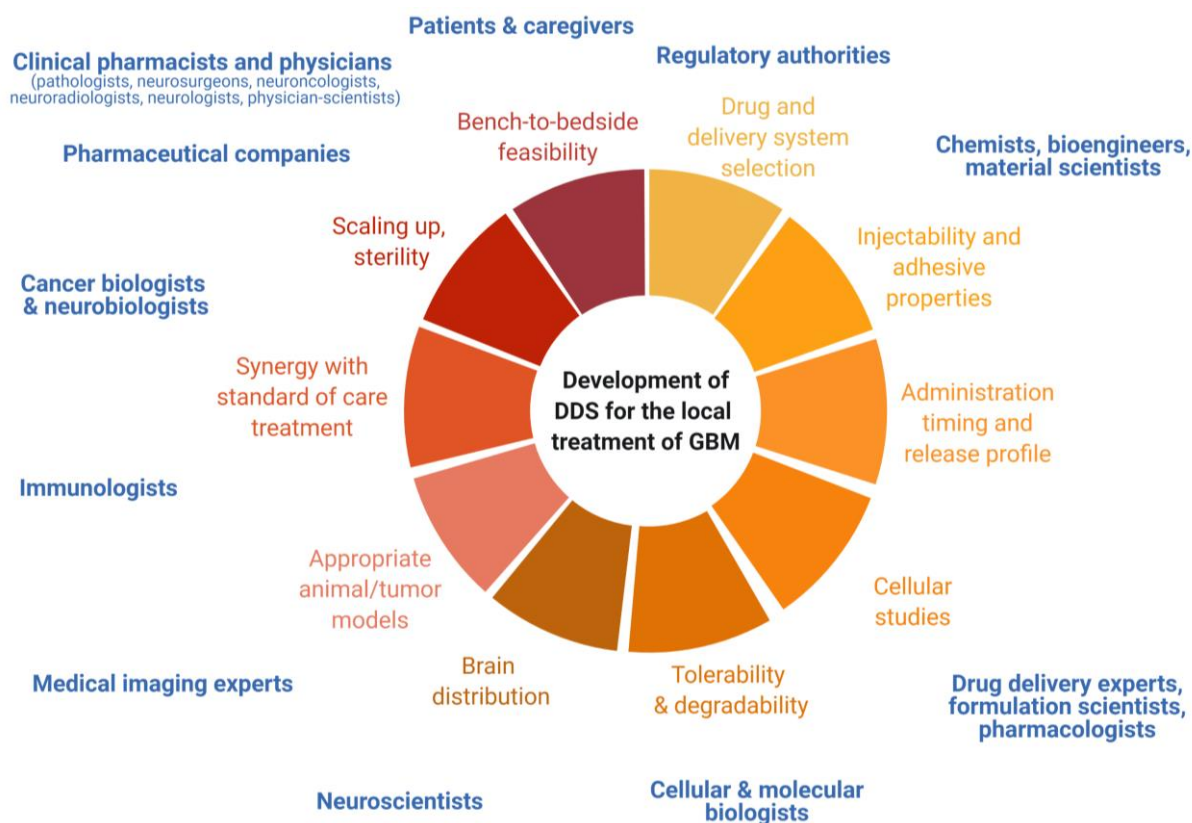 Patients & caregivers
Clinical pharmacists and physicians
(pathologists, neurosurgeons, neuroncologists,
neuroradiologists, neurologists, physician-scientists)
Regulatory authorities
Pharmaceutical companies
Bench-to-bedside
feasibility
Drug and
delivery system
selection
Chemists, bioengineers,
material scientists
Scaling up,
sterility
Injectability and
adhesive
properties
Cancer biologists
& neurobiologists
Synergy with
standard of care
treatment
Development of
DDS for the local
treatment of GBM
Administration
timing and
release profile
Immunologists
Appropriate
animal/tumor
models
Cellular
studies
Medical imaging experts
Brain
distribution
Tolerability
& degradability
Drug delivery experts,
formulation scientists,
pharmacologists
Neuroscientists
Cellular & molecular
biologists